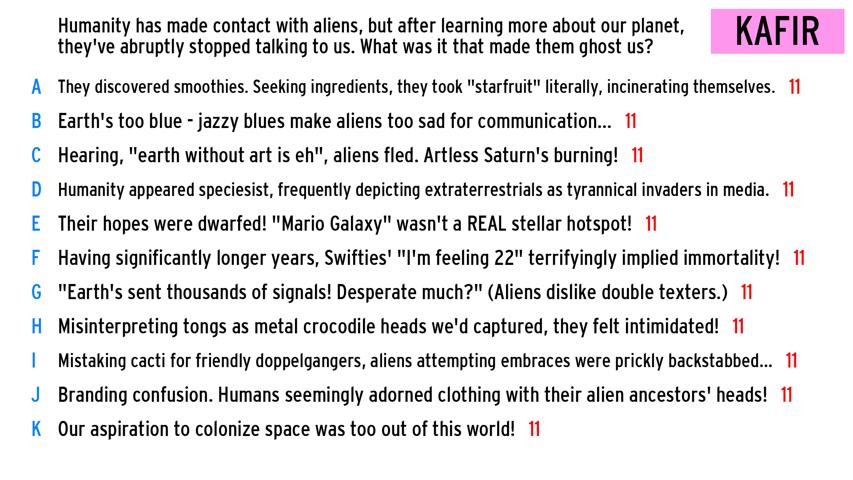 Humanity has made contact with aliens, but after learning more about our planet,
they've abruptly stopped talking to us. What was it that made them ghost us?
KAFIR
A They discovered smoothies. Seeking ingredients, they took "starfruit" literally, incinerating themselves. 11
B Earth's too blue - jazzy blues make aliens too sad for communication... 11
C Hearing, "earth without art is eh", aliens fled. Artless Saturn's burning! 11
D Humanity appeared speciesist, frequently depicting extraterrestrials as tyrannical invaders in media. 11
E Their hopes were dwarfed! "Mario Galaxy" wasn't a REAL stellar hotspot! 11
F Having significantly longer years, Swifties' "I'm feeling 22" terrifyingly implied immortality! 11
G "Earth's sent thousands of signals! Desperate much?" (Aliens dislike double texters.) 11
H Misinterpreting tongs as metal crocodile heads we'd captured, they felt intimidated! 11
I Mistaking cacti for friendly doppelgangers, aliens attempting embraces were prickly backstabbed... 11
J Branding confusion. Humans seemingly adorned clothing with their alien ancestors' heads! 11
K Our aspiration to colonize space was too out of this world! 11